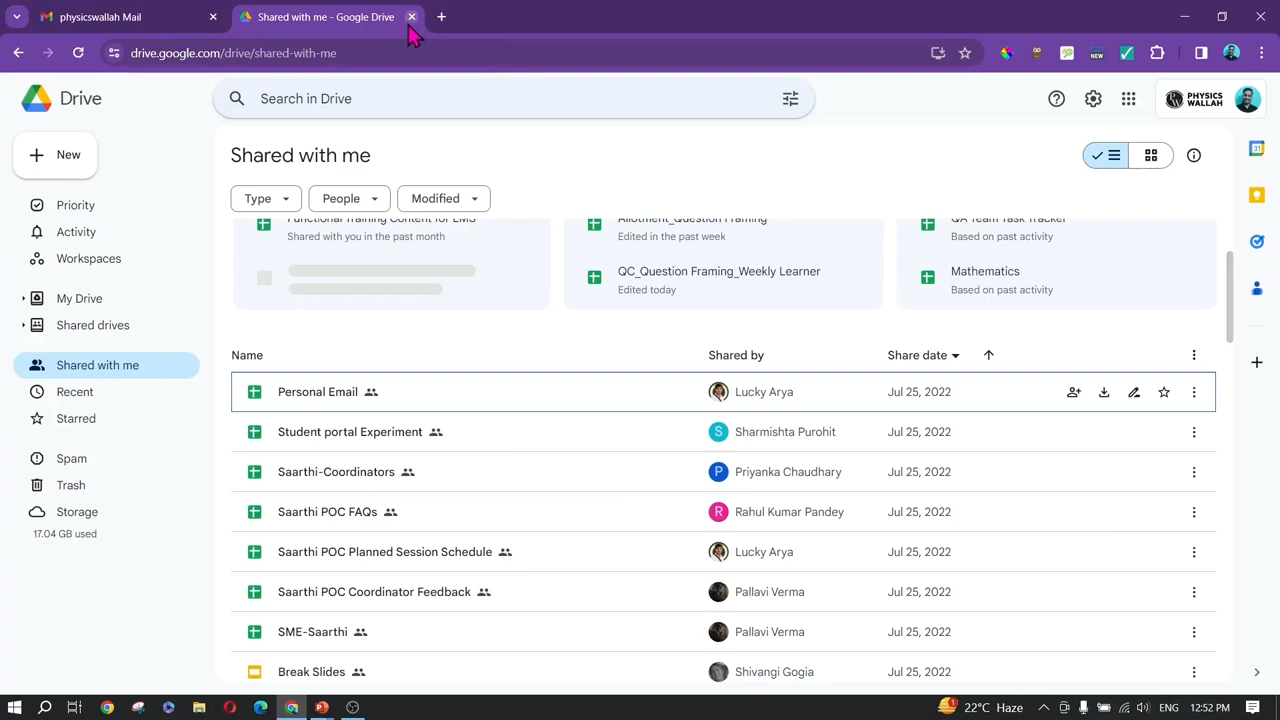 physicswallah Mail
Shared with me - Google Drive
drive.google.com/drive/shared-with-me
NEW
Drive
Search in Drive
PHYSICS
WALLAH
New
Shared with me
Type
People
Modified
Priority
Activity
Workspaces
My Drive
Shared drives
Shared with me
Recent
Starred
Spam
Trash
Storage
17.04 GB used
Functional Training Content for LMS
Shared with you in the past month
Allotment_Question Framing
Edited in the past week
QA Team Task Tracker
Based on past activity
QC_Question Framing_Weekly Learner
Edited today
Mathematics
Based on past activity
Name Shared by Share date
Personal Email Lucky Arya Jul 25, 2022
Student portal Experiment S Sharmishta Purohit Jul 25, 2022
Saarthi-Coordinators P Priyanka Chaudhary Jul 25, 2022
Saarthi POC FAQs R Rahul Kumar Pandey Jul 25, 2022
Saarthi POC Planned Session Schedule Lucky Arya Jul 25, 2022
Saarthi POC Coordinator Feedback Pallavi Verma Jul 25, 2022
SME-Saarthi Pallavi Verma Jul 25, 2022
Break Slides Shivangi Gogia Jul 25, 2022
31
1
22°C Haze
ENG
12:52 PM